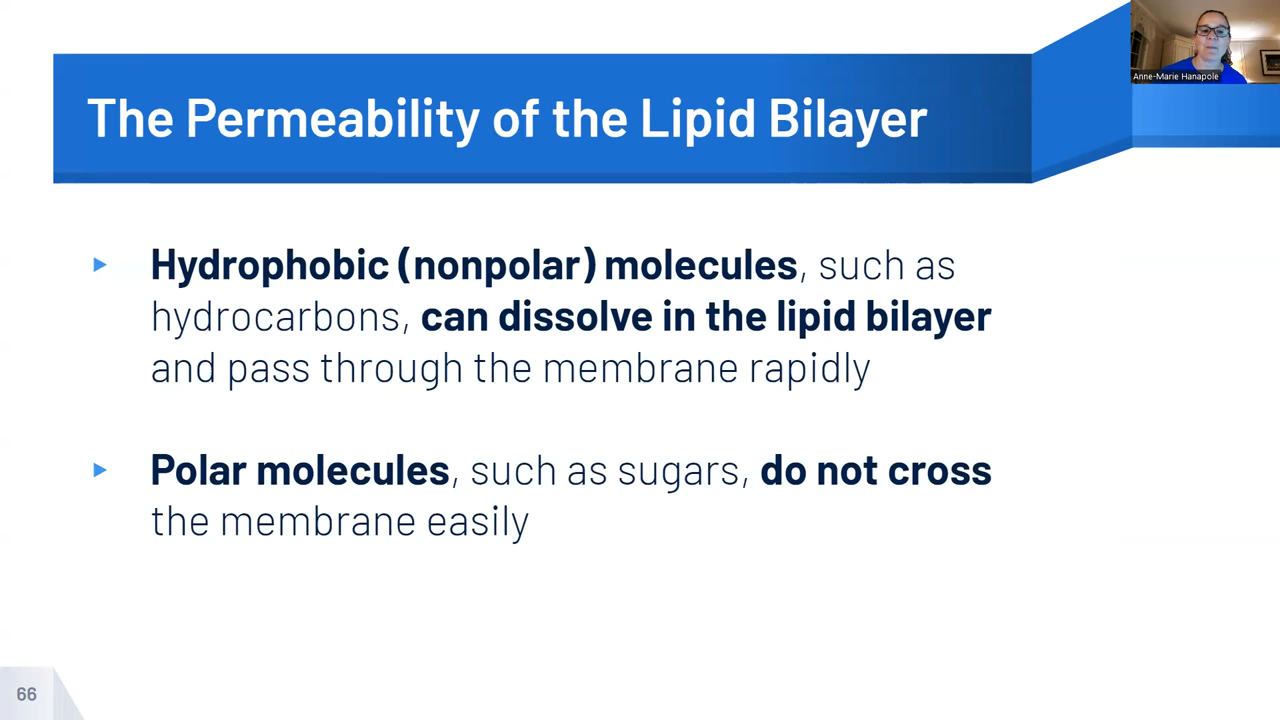 Anne-Marie Hanapole
The Permeability of the Lipid Bilayer
Hydrophobic (nonpolar) molecules, such as
hydrocarbons, can dissolve in the lipid bilayer
and pass through the membrane rapidly
Polar molecules, such as sugars, do not cross
the membrane easily
66